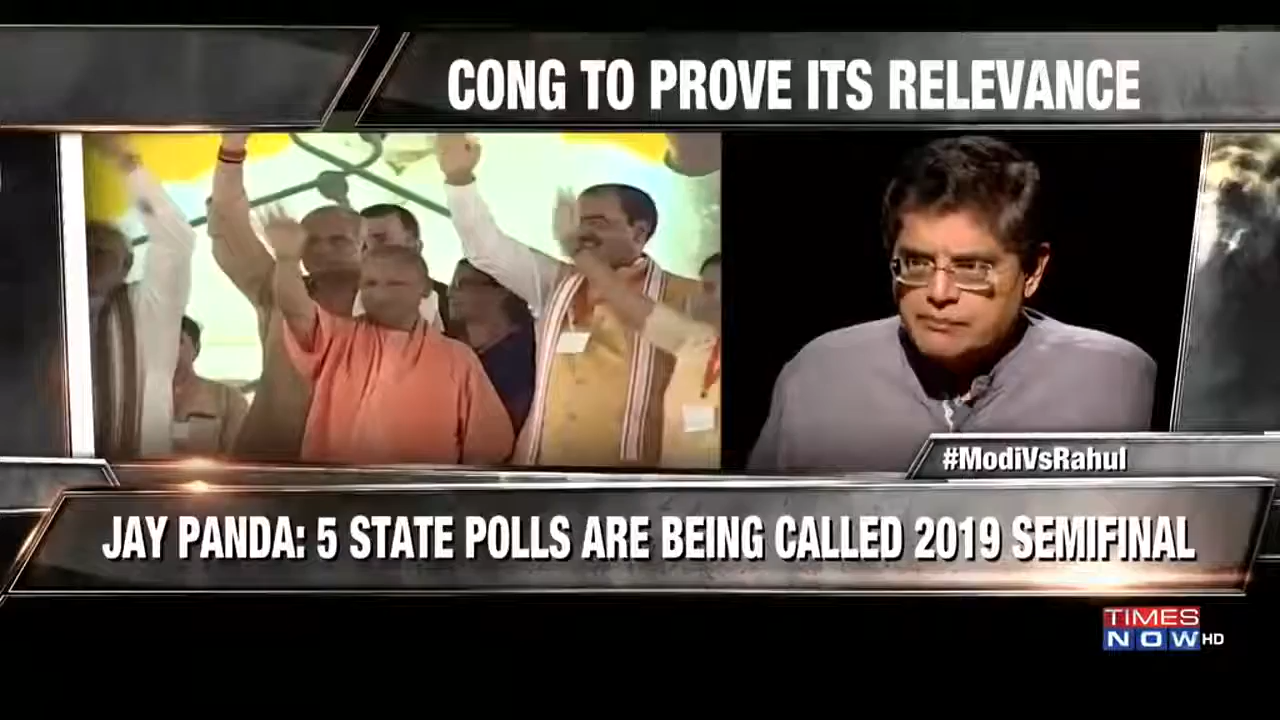 CONG TO PROVE ITS RELEVANCE
#ModiVsRahul
JAY PANDA: 5 STATE POLLS ARE BEING CALLED 2019 SEMIFINAL
TIMES
NOW HD